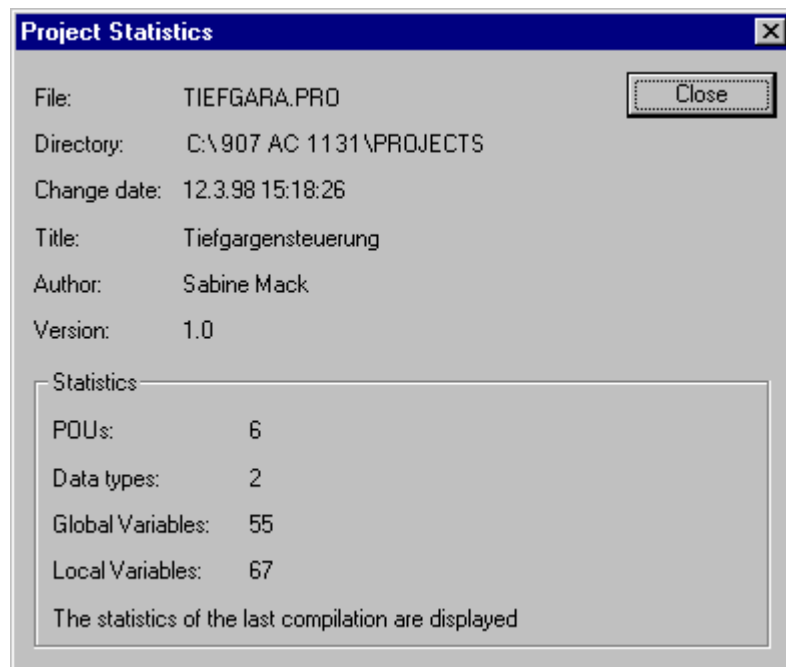 Project Statistics
File: TIEFGARA.PRO
Close
Directory: C:\907 AC 1131\PROJECTS
Change date: 12.3.98 15:18:26
Title: Tiefgargensteuerung
Author: Sabine Mack
Version: 1.0
Statistics
POUs: 6
Data types: 2
Global Variables: 55
Local Variables: 67
The statistics of the last compilation are displayed